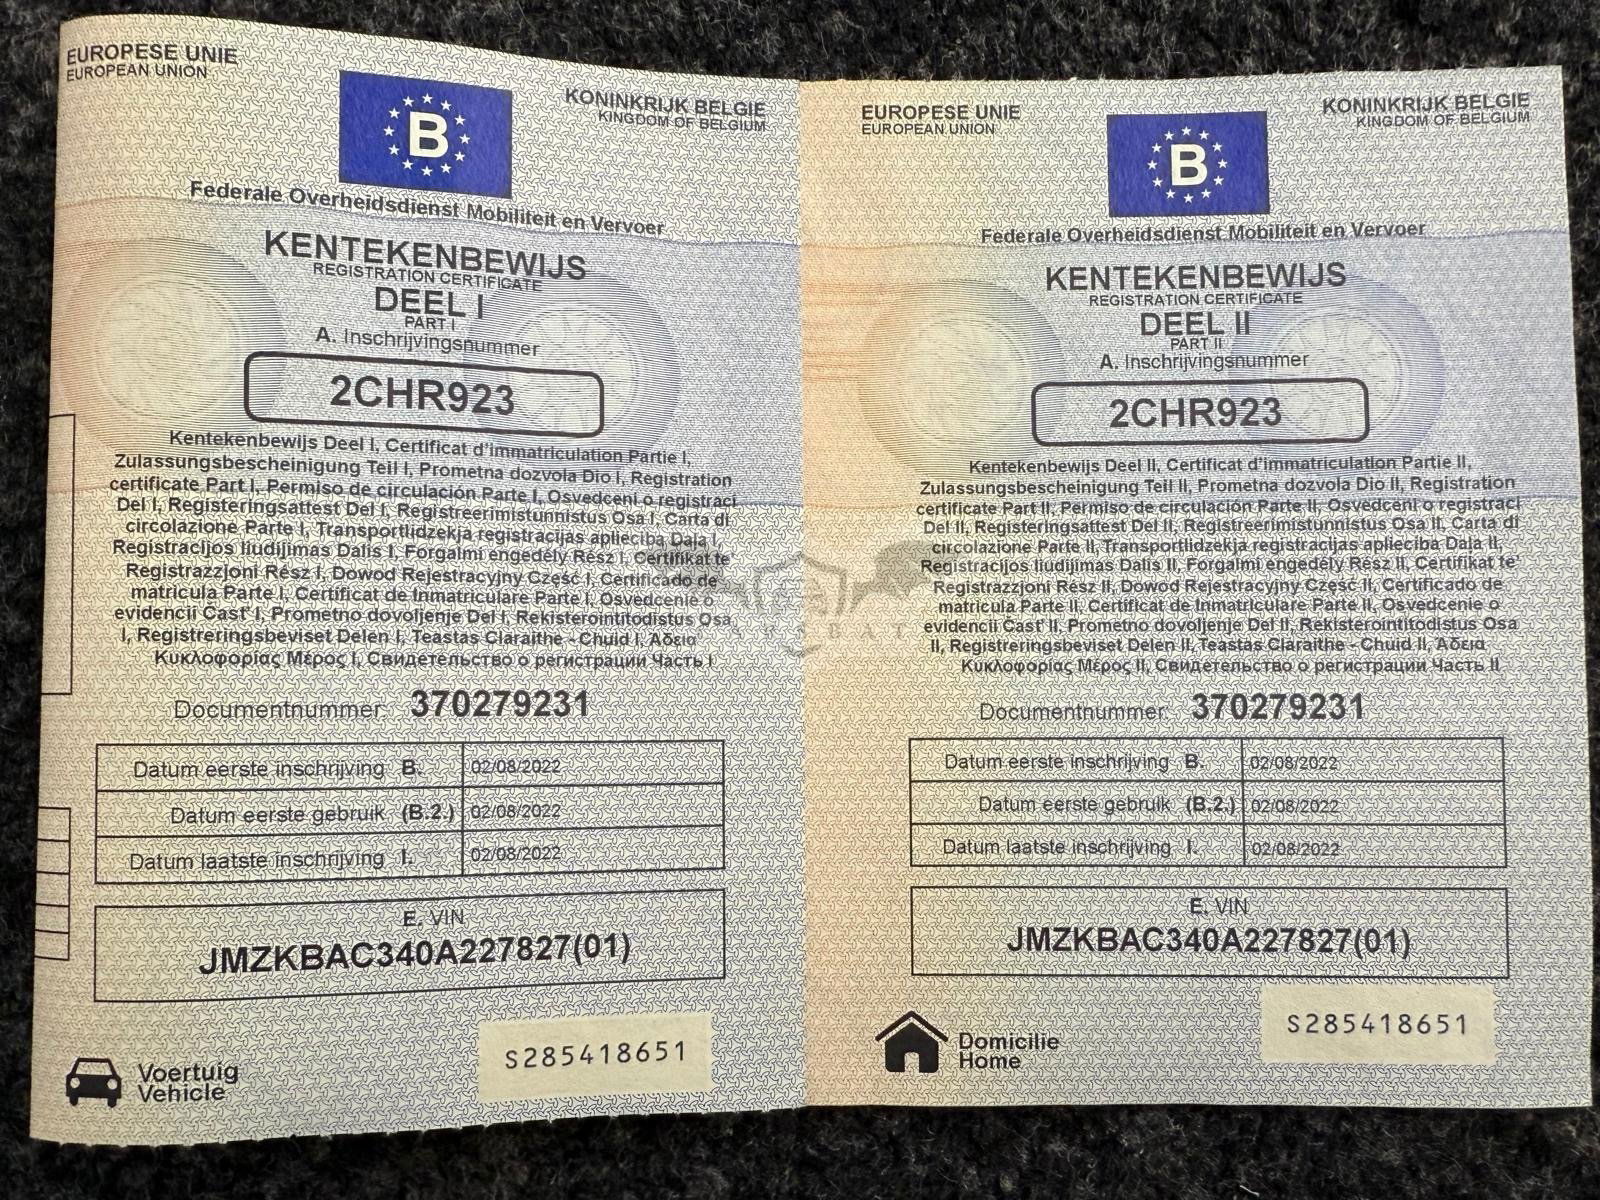 EUROPESE UNIE
EUROPEAN UNION
B
KONINKRIJK BELGIE
KINGDOM OF BELGIUM
Federale Overheidsdienst Mobiliteit en Vervoer
KENTEKENBEWIJS
REGISTRATION CERTIFICATE
DEEL I
PART I
A. Inschrijvingsnummer
2CHR923
Kentekenbewijs Deel I, Certificat d'immatriculation Partie I,
Zulassungsbescheinigung Teil I, Prometna dozvola Dio I, Registration
certificate Part I, Permiso de circulación Parte I, Osvedceni o registraci
Del I, Registeringsattest Del I, Registreerimistunnistus Osa I, Carta di
circolazione Parte I, Transportlidzekja registracijas aplieciba Daja I,
Registracijos liudijimas Dalis I, Forgalmi engedély Rész I, Certifikat te'
Registrazzjoni Rész I, Dowod Rejestracyjny Część I, Certificado de
matricula Parte I, Certificat de Inmatriculare Parte I, Osvedcenie o
evidencii Cast' I, Prometno dovoljenje Del I, Rekisterointitodistus Osa
I, Registreringsbeviset Delen I, Teastas Claraithe - Chuid I, Άδεια
Κυκλοφορίας Μέρος I, Свидетельство о регистрации Часть I
Documentnummer: 370279231
Datum eerste inschrijving B. 02/08/2022
Datum eerste gebruik (B.2.) 02/08/2022
Datum laatste inschrijving I. 02/08/2022
E. VIN
JMZKBAC340A227827(01)
Voertuig
Vehicle
S285418651
EUROPESE UNIE
EUROPEAN UNION
B
KONINKRIJK BELGIE
KINGDOM OF BELGIUM
Federale Overheidsdienst Mobiliteit en Vervoer
KENTEKENBEWIJS
REGISTRATION CERTIFICATE
DEEL II
PART II
A. Inschrijvingsnummer
2CHR923
Kentekenbewijs Deel II, Certificat d'immatriculation Partie II,
Zulassungsbescheinigung Teil II, Prometna dozvola Dio II, Registration
certificate Part II, Permiso de circulación Parte II, Osvedceni o registraci
Del II, Registeringsattest Del II, Registreerimistunnistus Osa II, Carta di
circolazione Parte II, Transportlidzekja registracijas aplieciba Daja II,
Registracijos liudijimas Dalis II, Forgalmi engedély Rész II, Certifikat te'
Registrazzjoni Rész II, Dowod Rejestracyjny Część II, Certificado de
matricula Parte II, Certificat de Inmatriculare Parte II, Osvedcenie o
evidencii Cast' II, Prometno dovoljenje Del II, Rekisterointitodistus Osa
II, Registreringsbeviset Delen II, Teastas Claraithe - Chuid II, Άδεια
Κυκλοφορίας Μέρος II, Свидетельство о регистрации Часть II
Documentnummer: 370279231
Datum eerste inschrijving B. 02/08/2022
Datum eerste gebruik (B.2.) 02/08/2022
Datum laatste inschrijving I. 02/08/2022
E. VIN
JMZKBAC340A227827(01)
Domicilie
Home
S285418651